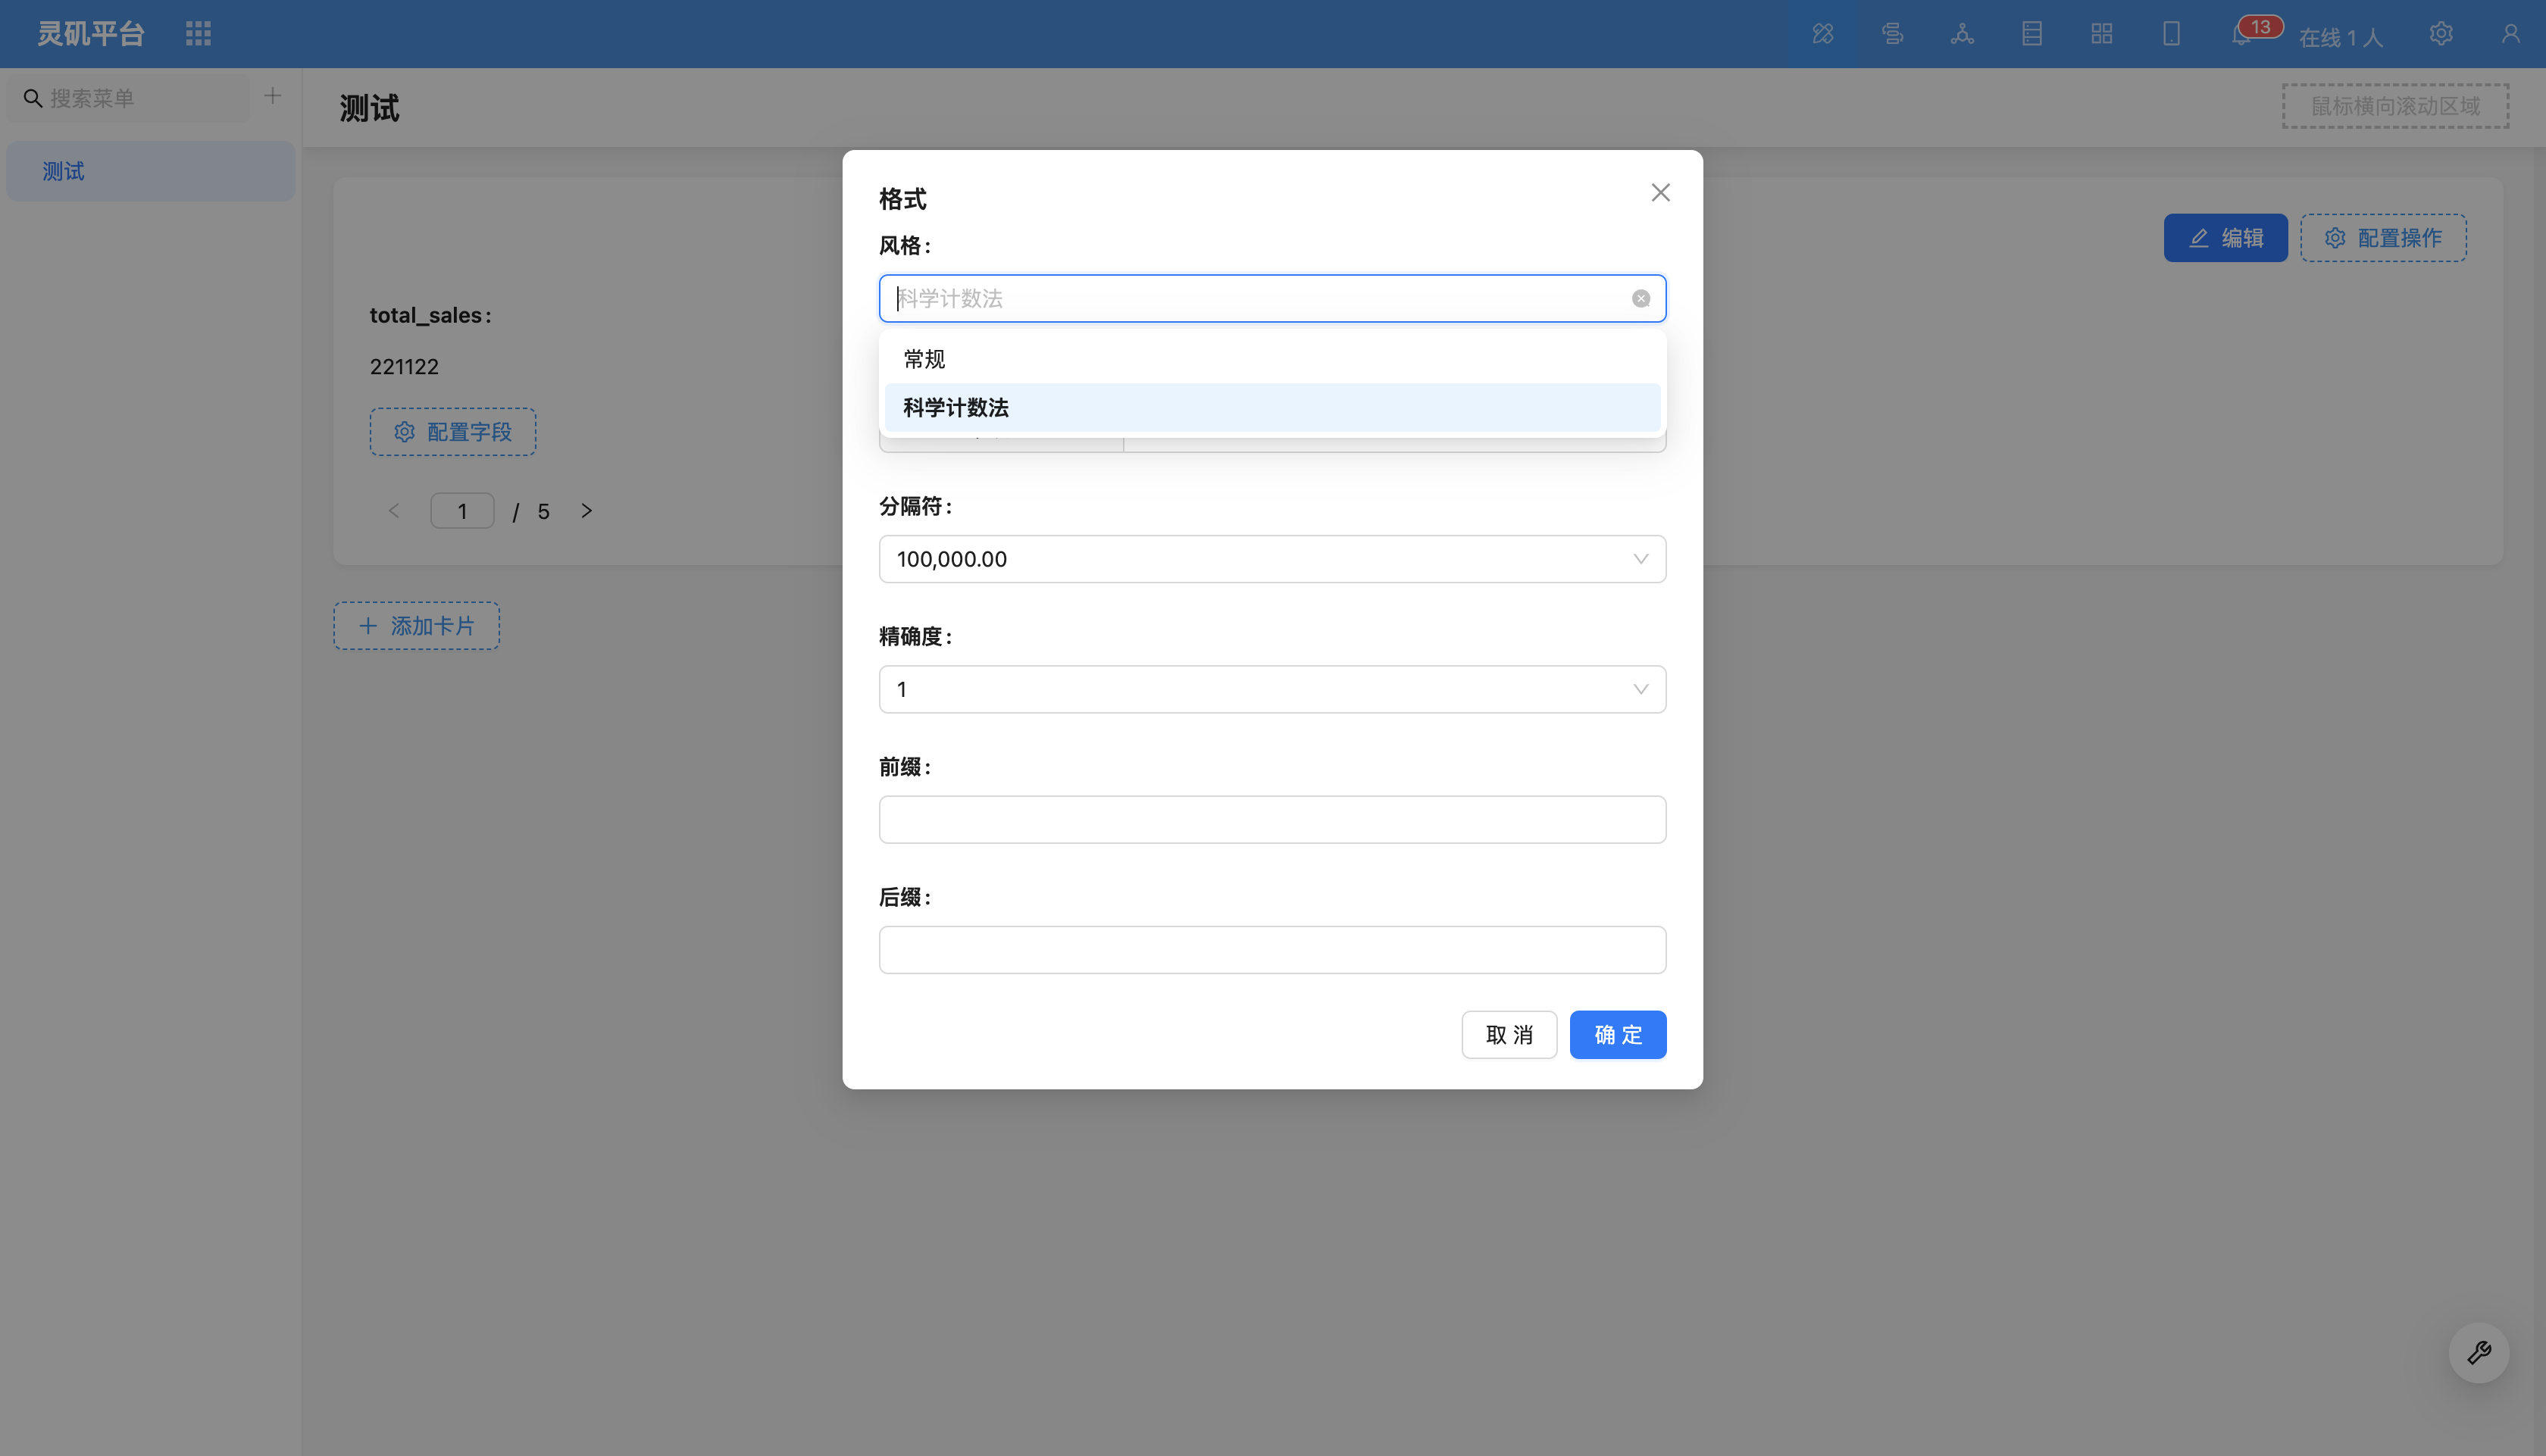 灵矶平台
13
在线 1 人
搜索菜单
测试
测试
鼠标横向滚动区域
编辑
配置操作
total_sales:
221122
配置字段
1 / 5
添加卡片
格式
风格:
科学计数法
常规
科学计数法
分隔符:
100,000.00
精确度:
1
前缀:
后缀:
取 消
确 定